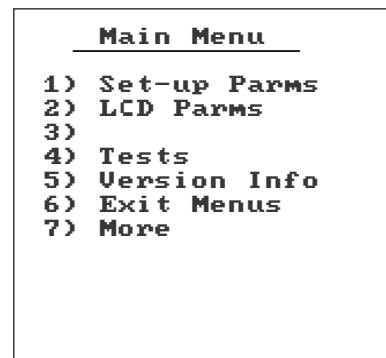 Main Menu
1) Set-up Parms
2) LCD Parms
3)
4) Tests
5) Version Info
6) Exit Menus
7) More